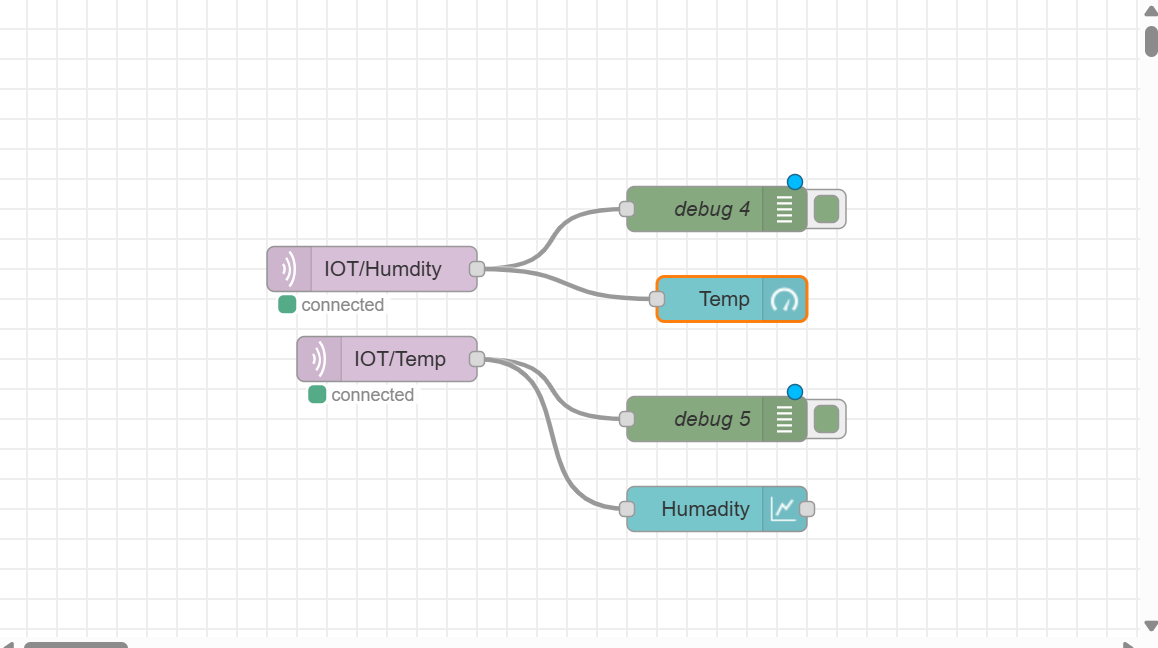 debug 4
IOT/Humdity
connected
Temp
IOT/Temp
connected
debug 5
Humadity